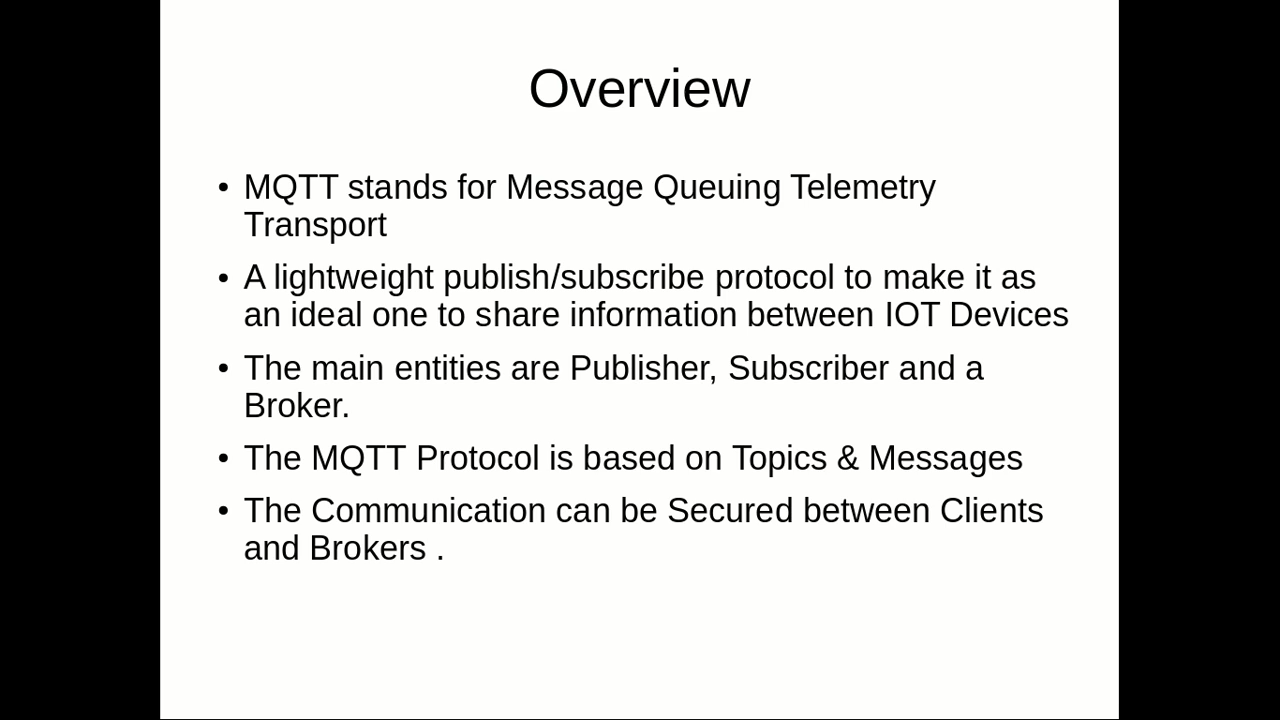 Overview
• MQTT stands for Message Queuing Telemetry
Transport
• A lightweight publish/subscribe protocol to make it as
an ideal one to share information between IOT Devices
• The main entities are Publisher, Subscriber and a
Broker.
• The MQTT Protocol is based on Topics & Messages
• The Communication can be Secured between Clients
and Brokers .